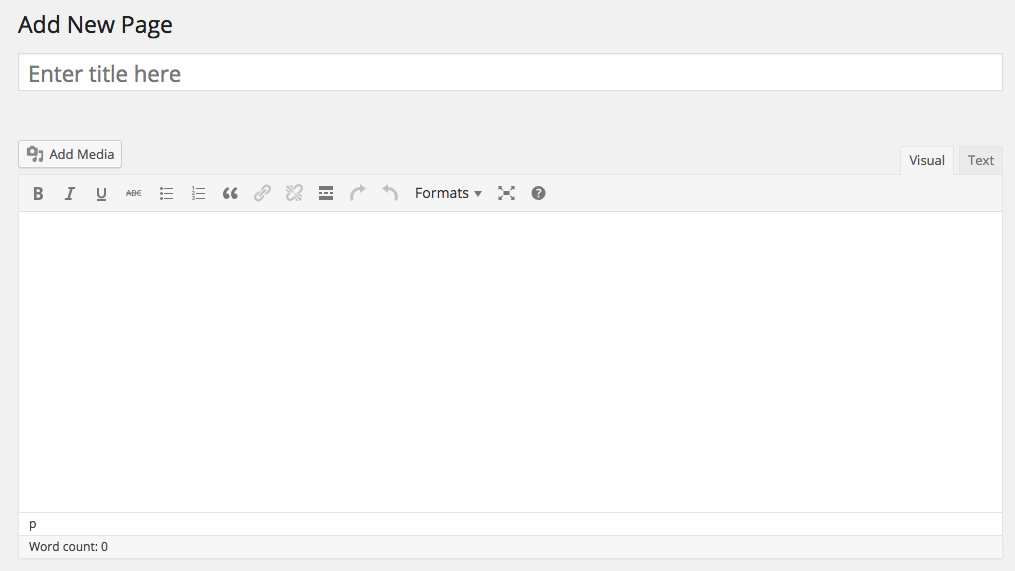 Add New Page
Enter title here
Add Media
Visual Text
B I U ABC Formats ?
p
Word count: 0